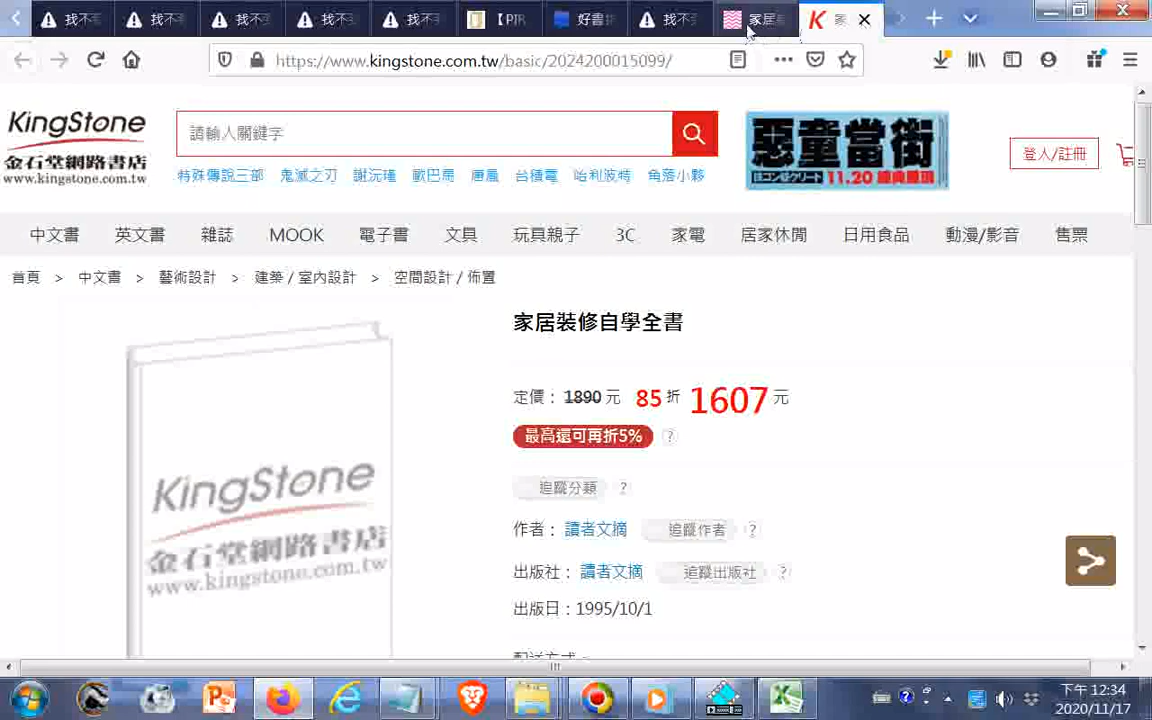 找不
找不
找不
找不
找不
【PTR
好書
找不
家居
家
https://www.kingstone.com.tw/basic/2024200015099/
KingStone
金石堂網路書店
www.kingstone.com.tw
請輸入關鍵字
特殊傳說三部 鬼滅之刃 謝沅瑾 歐巴馬 唐鳳 台積電 哈利波特 角落小夥
惡童當街
11.20
登入/註冊
中文書 英文書 雜誌 MOOK 電子書 文具 玩具親子 3C 家電 居家休閒 日用食品 動漫/影音 售票
首頁 > 中文書 > 藝術設計 > 建築 / 室內設計 > 空間設計 / 佈置
家居裝修自學全書
定價： 1890 元 85 折 1607 元
最高還可再折5% ?
追蹤分類 ?
作者： 讀者文摘 追蹤作者 ?
出版社： 讀者文摘 追蹤出版社 ?
出版日：1995/10/1
KingStone
金石堂網路書店
www.kingstone.com.tw
下午 12:34
2020/11/17